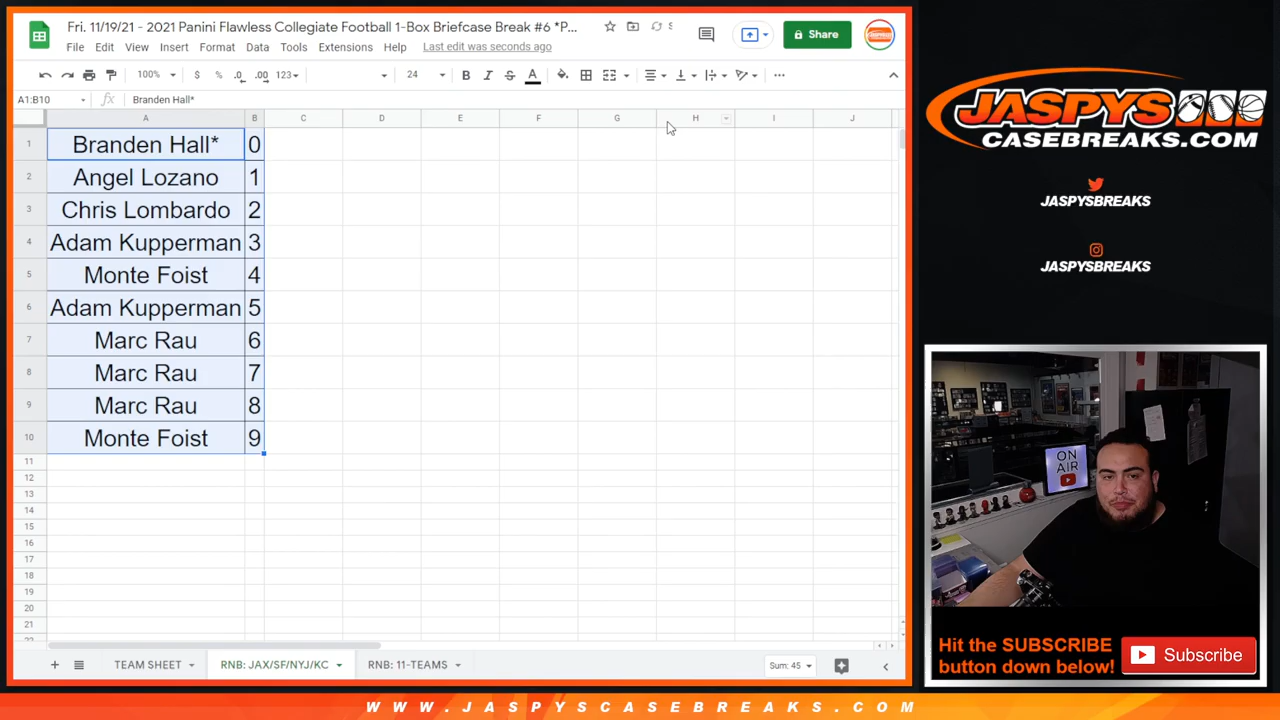 Fri. 11/19/21 - 2021 Panini Flawless Collegiate Football 1-Box Briefcase Break #6 *P...
S
File Edit View Insert Format Data Tools Extensions Help Last edit was seconds ago
Share
100% $ % .0 .00 123 24 B I S A
A1:B10 fx Branden Hall*
A B C D E F G H I J
1 Branden Hall* 0
2 Angel Lozano 1
3 Chris Lombardo 2
4 Adam Kupperman 3
5 Monte Foist 4
6 Adam Kupperman 5
7 Marc Rau 6
8 Marc Rau 7
9 Marc Rau 8
10 Monte Foist 9
11
12
13
14
15
16
17
18
19
20
21
TEAM SHEET RNB: JAX/SF/NYJ/KC RNB: 11-TEAMS Sum: 45
JASPYS
CASEBREAKS.COM
JASPYSBREAKS
JASPYSBREAKS
ON
AIR
Hit the SUBSCRIBE
button down below!
Subscribe
WWW.JASPYSCASEBREAKS.COM